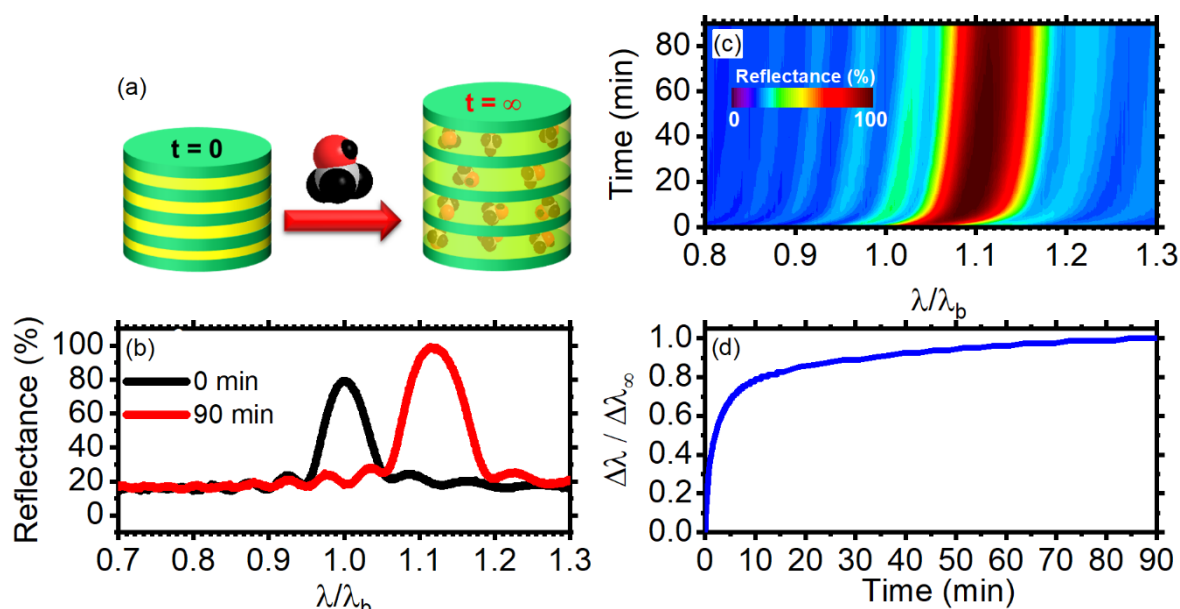 (a)
t = 0
t = ∞
(b)
Reflectance (%)
100
80
60
40
20
0
0 min
90 min
0.7 0.8 0.9 1.0 1.1 1.2 1.3
λ/λb
(c)
Time (min)
80
60
40
20
0
Reflectance (%)
0 100
0.8 0.9 1.0 1.1 1.2 1.3
λ/λb
(d)
Δλ / Δλ∞
1.0
0.8
0.6
0.4
0.2
0.0
0 10 20 30 40 50 60 70 80 90
Time (min)